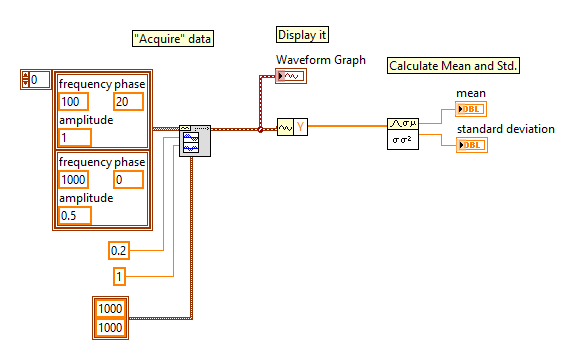 "Acquire" data
Display it
Waveform Graph
Calculate Mean and Std.
0
frequency phase
100 20
amplitude
1
frequency phase
1000 0
amplitude
0.5
Y
σ μ
σ σ²
mean
DBL
standard deviation
DBL
0.2
1
1000
1000